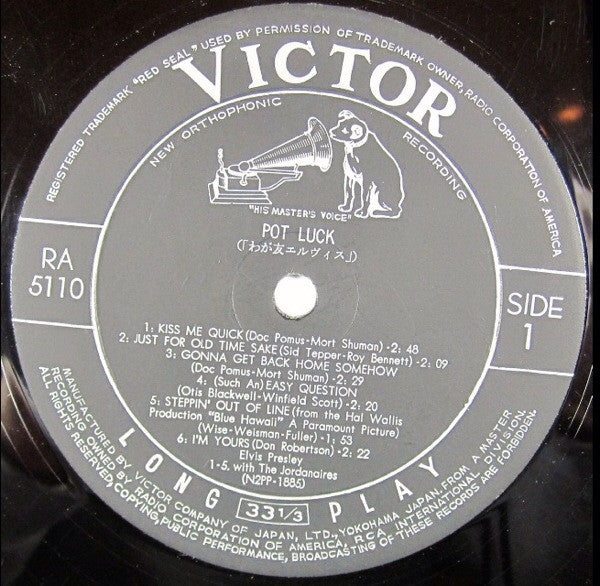 REGISTERED TRADEMARK "RED SEAL" USED BY PERMISSION OF TRADEMARK OWNER, RADIO CORPORATION OF AMERICA
VICTOR
NEW ORTHOPHONIC RECORDING
"HIS MASTER'S VOICE"
POT LUCK
(「わが友エルヴィス」)
RA
5110
SIDE
1
1: KISS ME QUICK (Doc Pomus-Mort Shuman)-2: 48
2: JUST FOR OLD TIME SAKE (Sid Tepper-Roy Bennett)-2: 09
3: GONNA GET BACK HOME SOMEHOW
(Doc Pomus-Mort Shuman)-2: 29
4: (Such An) EASY QUESTION
(Otis Blackwell-Winfield Scott)-2: 20
5: STEPPIN' OUT OF LINE (from the Hal Wallis
Production "Blue Hawaii" A Paramount Picture)
(Wise-Weisman-Fuller)-1: 53
6: I'M YOURS (Don Robertson)-2: 22
Elvis Presley
1-5. with The Jordanaires
(N2PP-1885)
LONG 33 1/3 PLAY
MANUFACTURED BY VICTOR COMPANY OF JAPAN, LTD., YOKOHAMA JAPAN, FROM A MASTER
RECORDING OWNED BY RADIO CORPORATION OF AMERICA, RCA INTERNATIONAL DIVISION.
ALL RIGHTS RESERVED, COPYING, PUBLIC PERFORMANCE, BROADCASTING OF THESE RECORDS ARE FORBIDDEN.